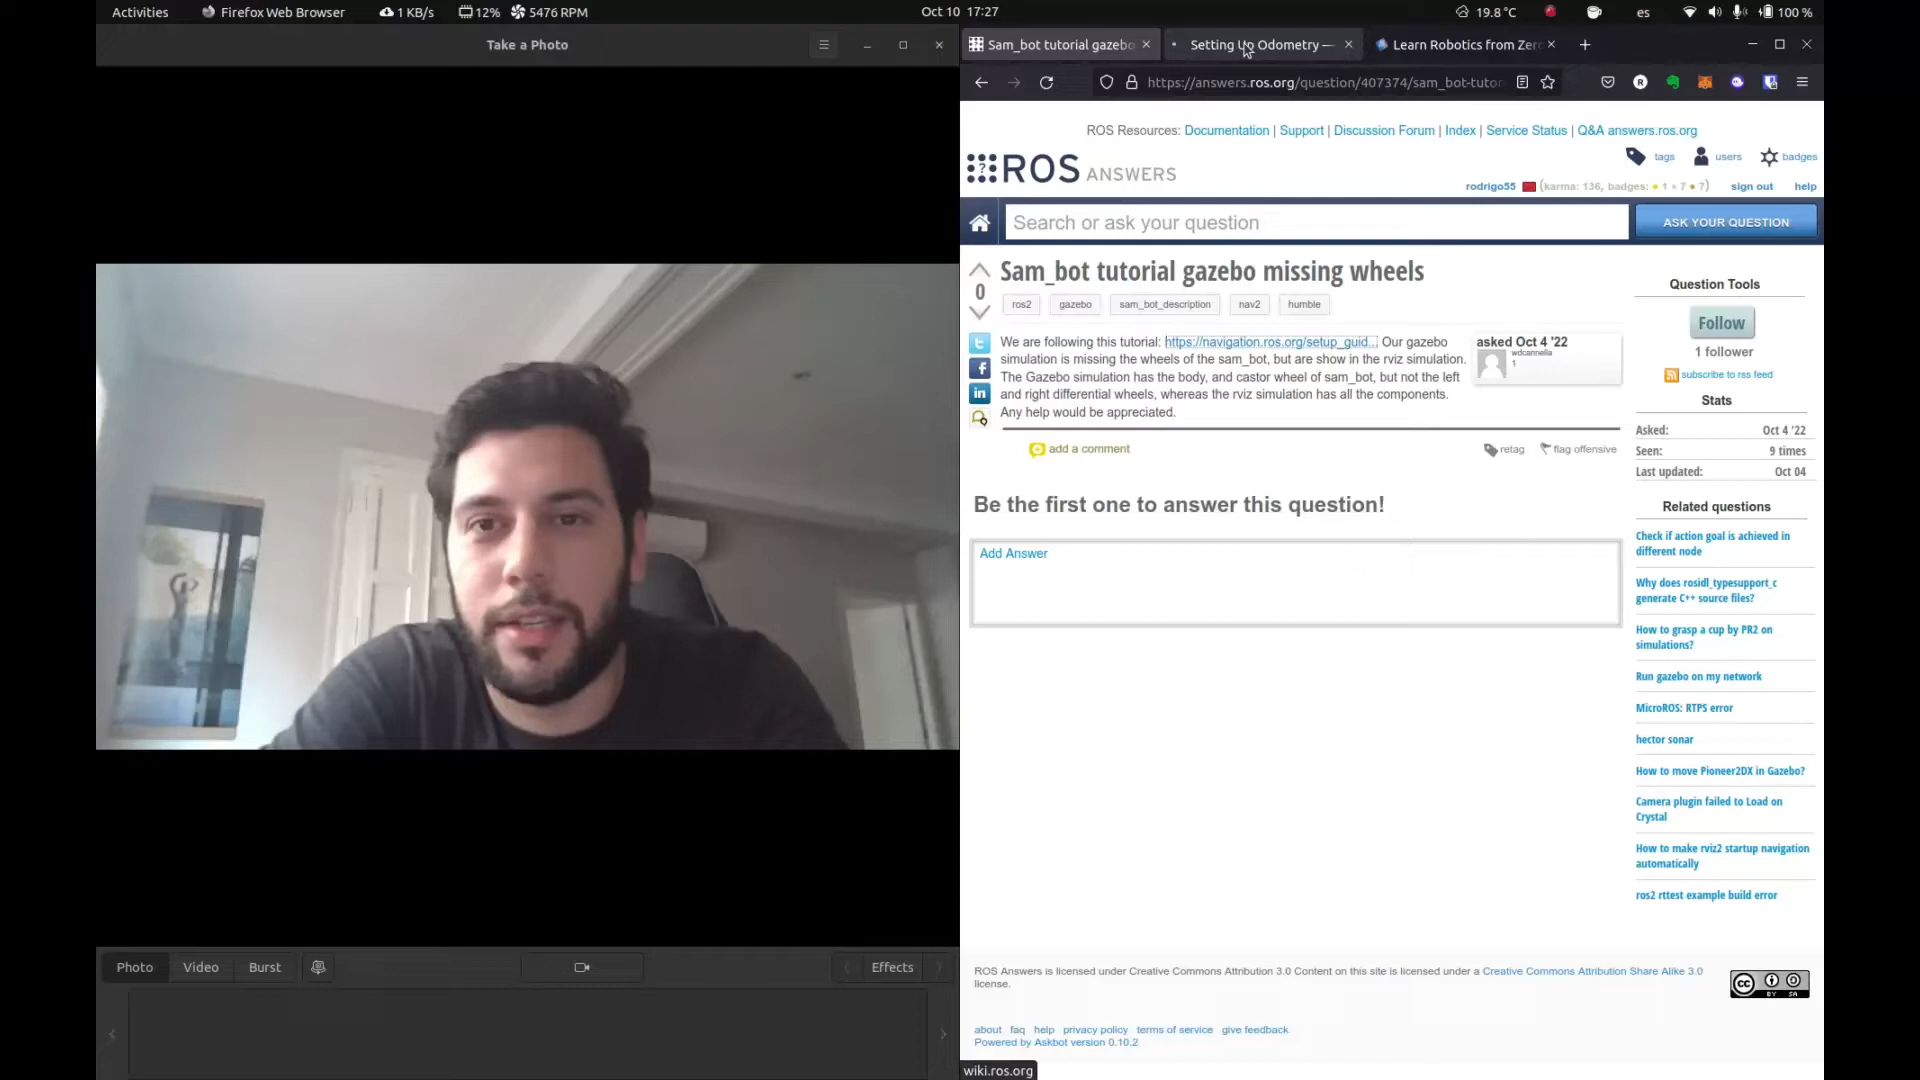 Activities
Firefox Web Browser
1 KB/s
12%
5476 RPM
Oct 10 17:27
19.8 °C
es
100 %
Take a Photo
Sam_bot tutorial gazebo
Setting Up Odometry —
Learn Robotics from Zero
https://answers.ros.org/question/407374/sam_bot-tutor
ROS Resources: Documentation | Support | Discussion Forum | Index | Service Status | Q&A answers.ros.org
ROS ANSWERS
tags
users
badges
rodrigo55 (karma: 136, badges: ● 1 ● 7 ● 7)
sign out
help
Search or ask your question
ASK YOUR QUESTION
Sam_bot tutorial gazebo missing wheels
0
ros2
gazebo
sam_bot_description
nav2
humble
We are following this tutorial: https://navigation.ros.org/setup_guid... Our gazebo
simulation is missing the wheels of the sam_bot, but are show in the rviz simulation.
The Gazebo simulation has the body, and castor wheel of sam_bot, but not the left
and right differential wheels, whereas the rviz simulation has all the components.
Any help would be appreciated.
asked Oct 4 '22
wdcannella
1
add a comment
retag
flag offensive
Be the first one to answer this question!
Add Answer
Question Tools
Follow
1 follower
subscribe to rss feed
Stats
Asked: Oct 4 '22
Seen: 9 times
Last updated: Oct 04
Related questions
Check if action goal is achieved in
different node
Why does rosidl_typesupport_c
generate C++ source files?
How to grasp a cup by PR2 on
simulations?
Run gazebo on my network
MicroROS: RTPS error
hector sonar
How to move Pioneer2DX in Gazebo?
Camera plugin failed to Load on
Crystal
How to make rviz2 startup navigation
automatically
ros2 rttest example build error
Photo
Video
Burst
Effects
ROS Answers is licensed under Creative Commons Attribution 3.0 Content on this site is licensed under a Creative Commons Attribution Share Alike 3.0
license.
cc
BY SA
about faq help privacy policy terms of service give feedback
Powered by Askbot version 0.10.2
wiki.ros.org